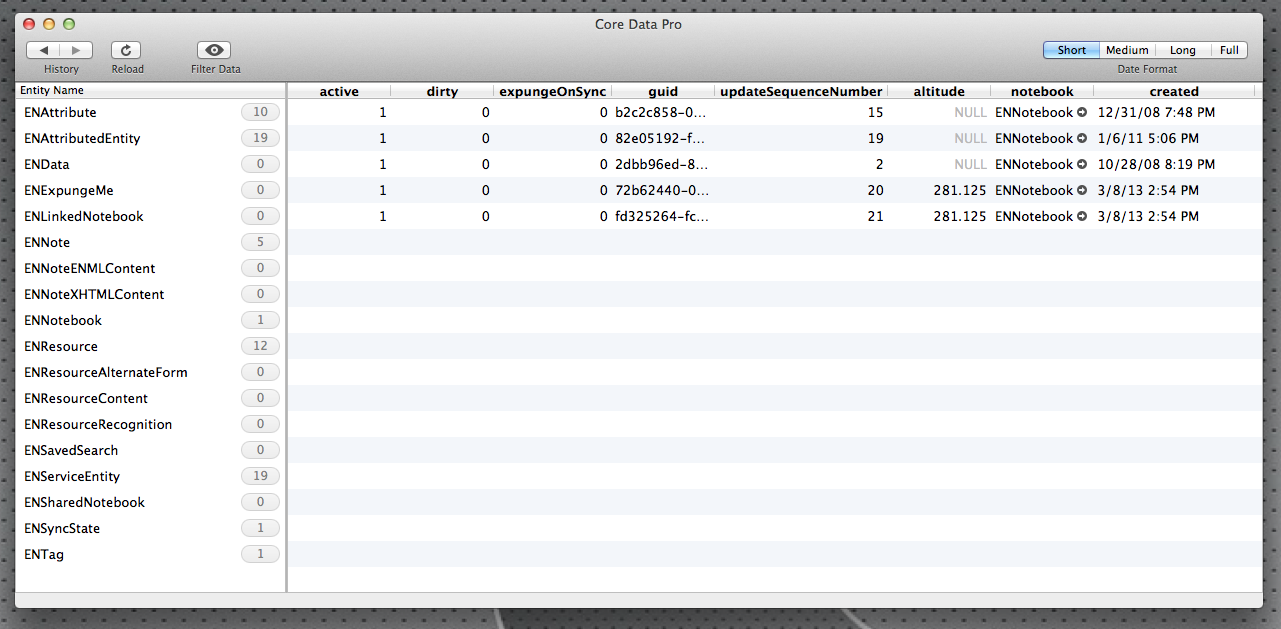 Core Data Pro
History Reload Filter Data Short Medium Long Full
Date Format
Entity Name active dirty expungeOnSync guid updateSequenceNumber altitude notebook created
ENAttribute 10 1 0 0 b2c2c858-0... 15 NULL ENNotebook 12/31/08 7:48 PM
ENAttributedEntity 19 1 0 0 82e05192-f... 19 NULL ENNotebook 1/6/11 5:06 PM
ENData 0 1 0 0 2dbb96ed-8... 2 NULL ENNotebook 10/28/08 8:19 PM
ENExpungeMe 0 1 0 0 72b62440-0... 20 281.125 ENNotebook 3/8/13 2:54 PM
ENLinkedNotebook 0 1 0 0 fd325264-fc... 21 281.125 ENNotebook 3/8/13 2:54 PM
ENNote 5
ENNoteENMLContent 0
ENNoteXHTMLContent 0
ENNotebook 1
ENResource 12
ENResourceAlternateForm 0
ENResourceContent 0
ENResourceRecognition 0
ENSavedSearch 0
ENServiceEntity 19
ENSharedNotebook 0
ENSyncState 1
ENTag 1